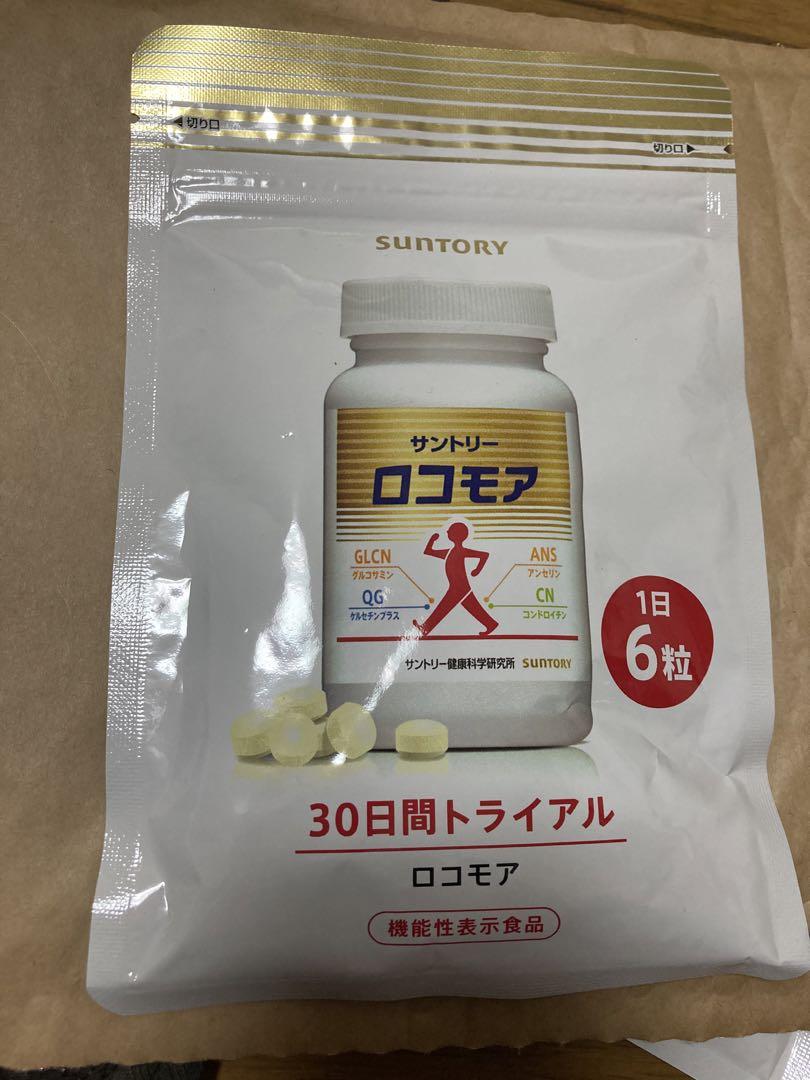 ◀切り口
切り口▶
SUNTORY
サントリー
ロコモア
GLCN
グルコサミン
ANS
アンセリン
QG
ケルセチンプラス
CN
コンドロイチン
サントリー健康科学研究所 SUNTORY
1日
6粒
30日間トライアル
ロコモア
機能性表示食品